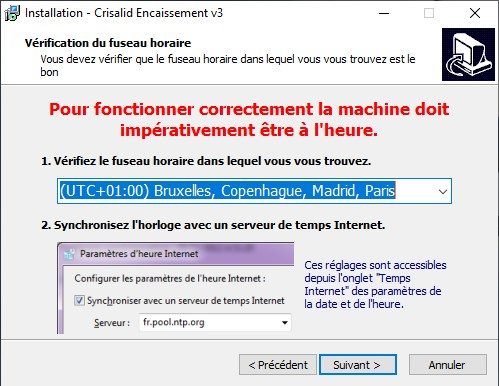 Installation - Crisalid Encaissement v3
Vérification du fuseau horaire
Vous devez vérifier que le fuseau horaire dans lequel vous vous trouvez est le
bon
Pour fonctionner correctement la machine doit
impérativement être à l'heure.
1. Vérifiez le fuseau horaire dans lequel vous vous trouvez.
(UTC+01:00) Bruxelles, Copenhague, Madrid, Paris
2. Synchronisez l'horloge avec un serveur de temps Internet.
Paramètres d'heure Internet
Configurer les paramètres de l'heure Internet :
Synchroniser avec un serveur de temps Internet
Serveur : fr.pool.ntp.org
Ces réglages sont accessibles
depuis l'onglet "Temps
Internet" des paramètres de
la date et de l'heure.
< Précédent
Suivant >
Annuler